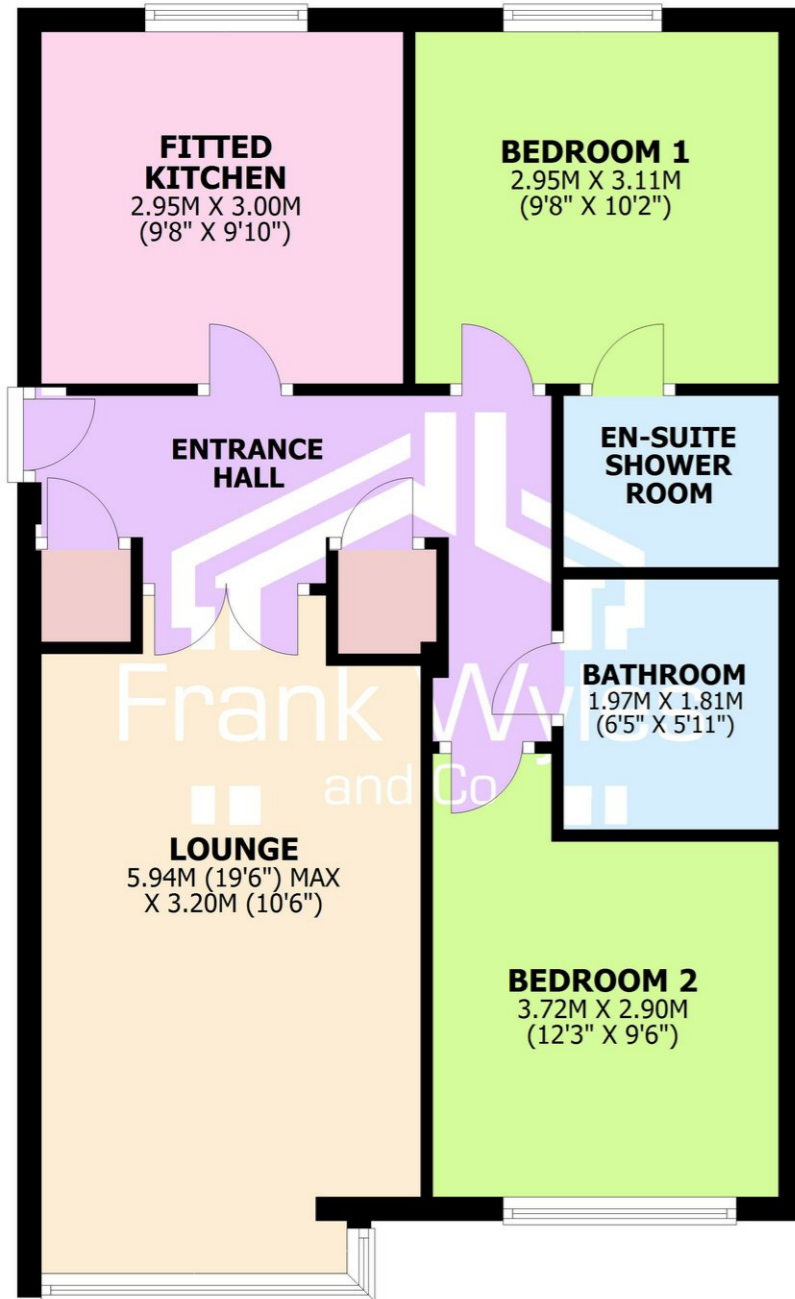 FITTED
KITCHEN
2.95M X 3.00M
(9'8" X 9'10")
BEDROOM 1
2.95M X 3.11M
(9'8" X 10'2")
ENTRANCE
HALL
EN-SUITE
SHOWER
ROOM
BATHROOM
1.97M X 1.81M
(6'5" X 5'11")
Frank Wyles
and Co
LOUNGE
5.94M (19'6") MAX
X 3.20M (10'6")
BEDROOM 2
3.72M X 2.90M
(12'3" X 9'6")